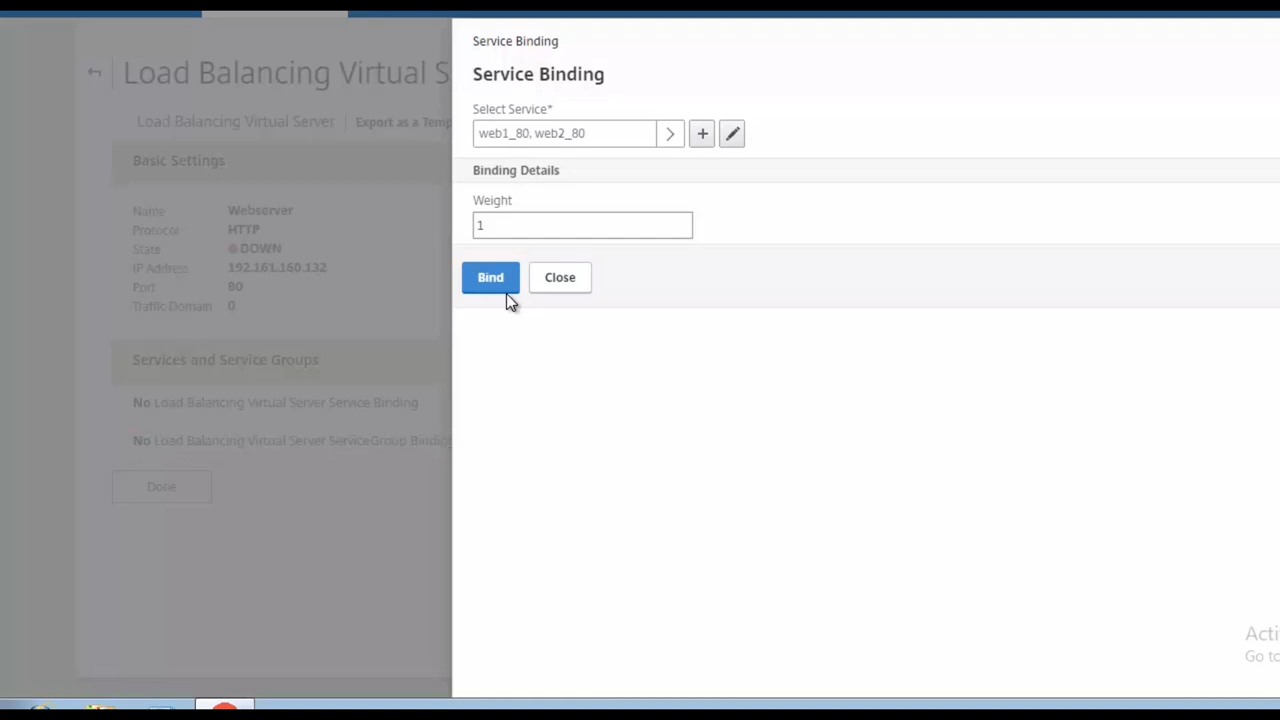 Service Binding
Load Balancing Virtual S
Service Binding
Select Service*
Load Balancing Virtual Server
Export as a Temp
web1_80, web2_80
Basic Settings
Binding Details
Weight
Name Webserver
1
Protocol HTTP
State DOWN
IP Address 192.161.160.132
Bind Close
Port 80
Traffic Domain 0
Services and Service Groups
No Load Balancing Virtual Server Service Binding
No Load Balancing Virtual Server ServiceGroup Bindin
Done
Acti
Go to